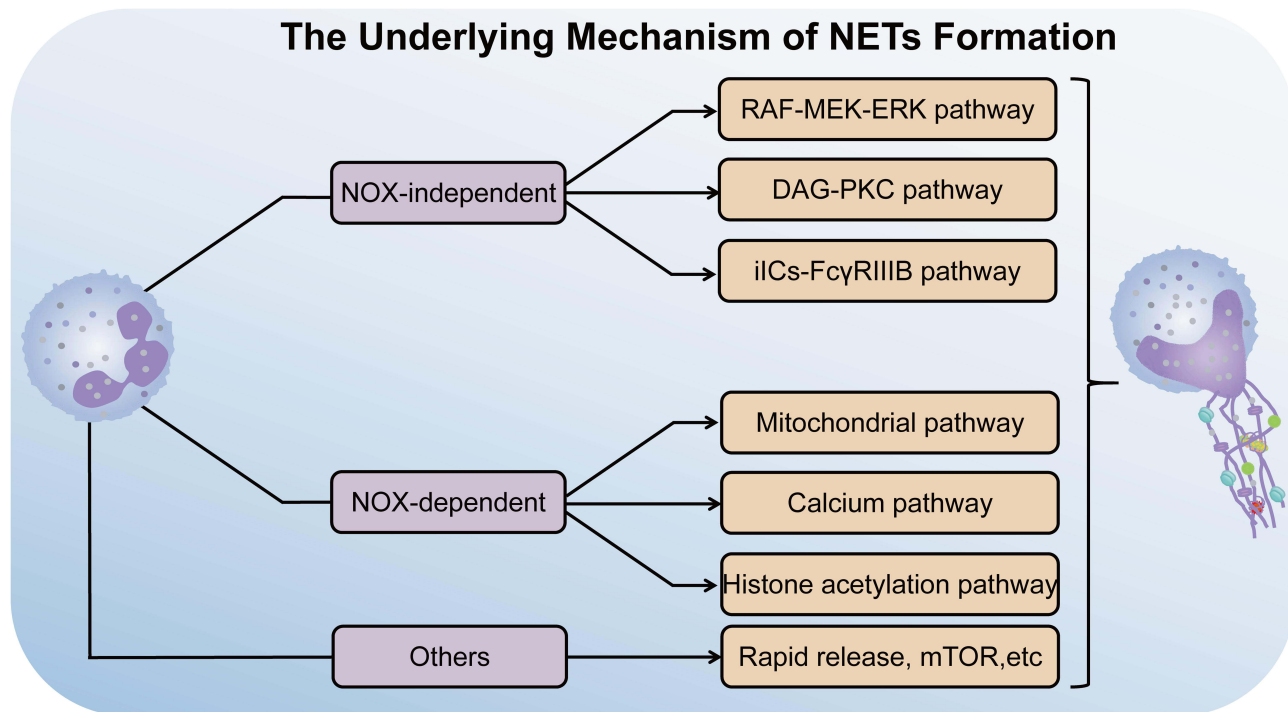 The Underlying Mechanism of NETs Formation
NOX-independent
RAF-MEK-ERK pathway
DAG-PKC pathway
iICs-FcγRIIIB pathway
NOX-dependent
Mitochondrial pathway
Calcium pathway
Histone acetylation pathway
Others
Rapid release, mTOR,etc